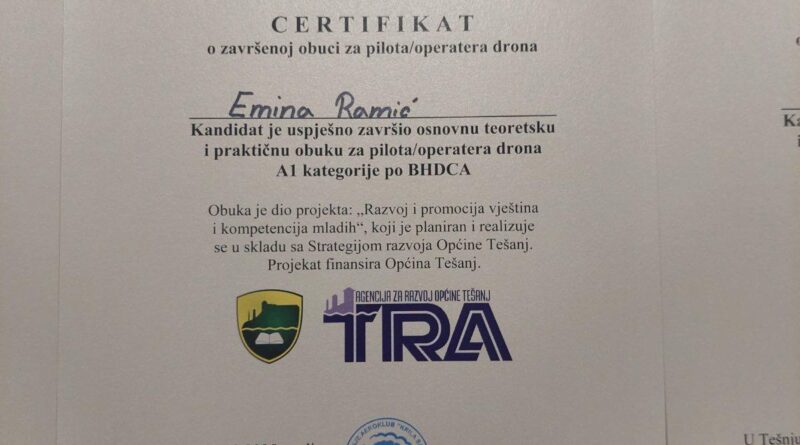 CERTIFIKAT
o završenoj obuci za pilota/operatera drona
Emina Ramić
Kandidat je uspješno završio osnovnu teoretsku
i praktičnu obuku za pilota/operatera drona
A1 kategorije po BHDCA
Obuka je dio projekta: „Razvoj i promocija vještina
i kompetencija mladih“, koji je planiran i realizuje
se u skladu sa Strategijom razvoja Općine Tešanj.
Projekat finansira Općina Tešanj.
AGENCIJA ZA RAZVOJ OPĆINE TEŠANJ
TRA
AEROKLUB
U Tešnju